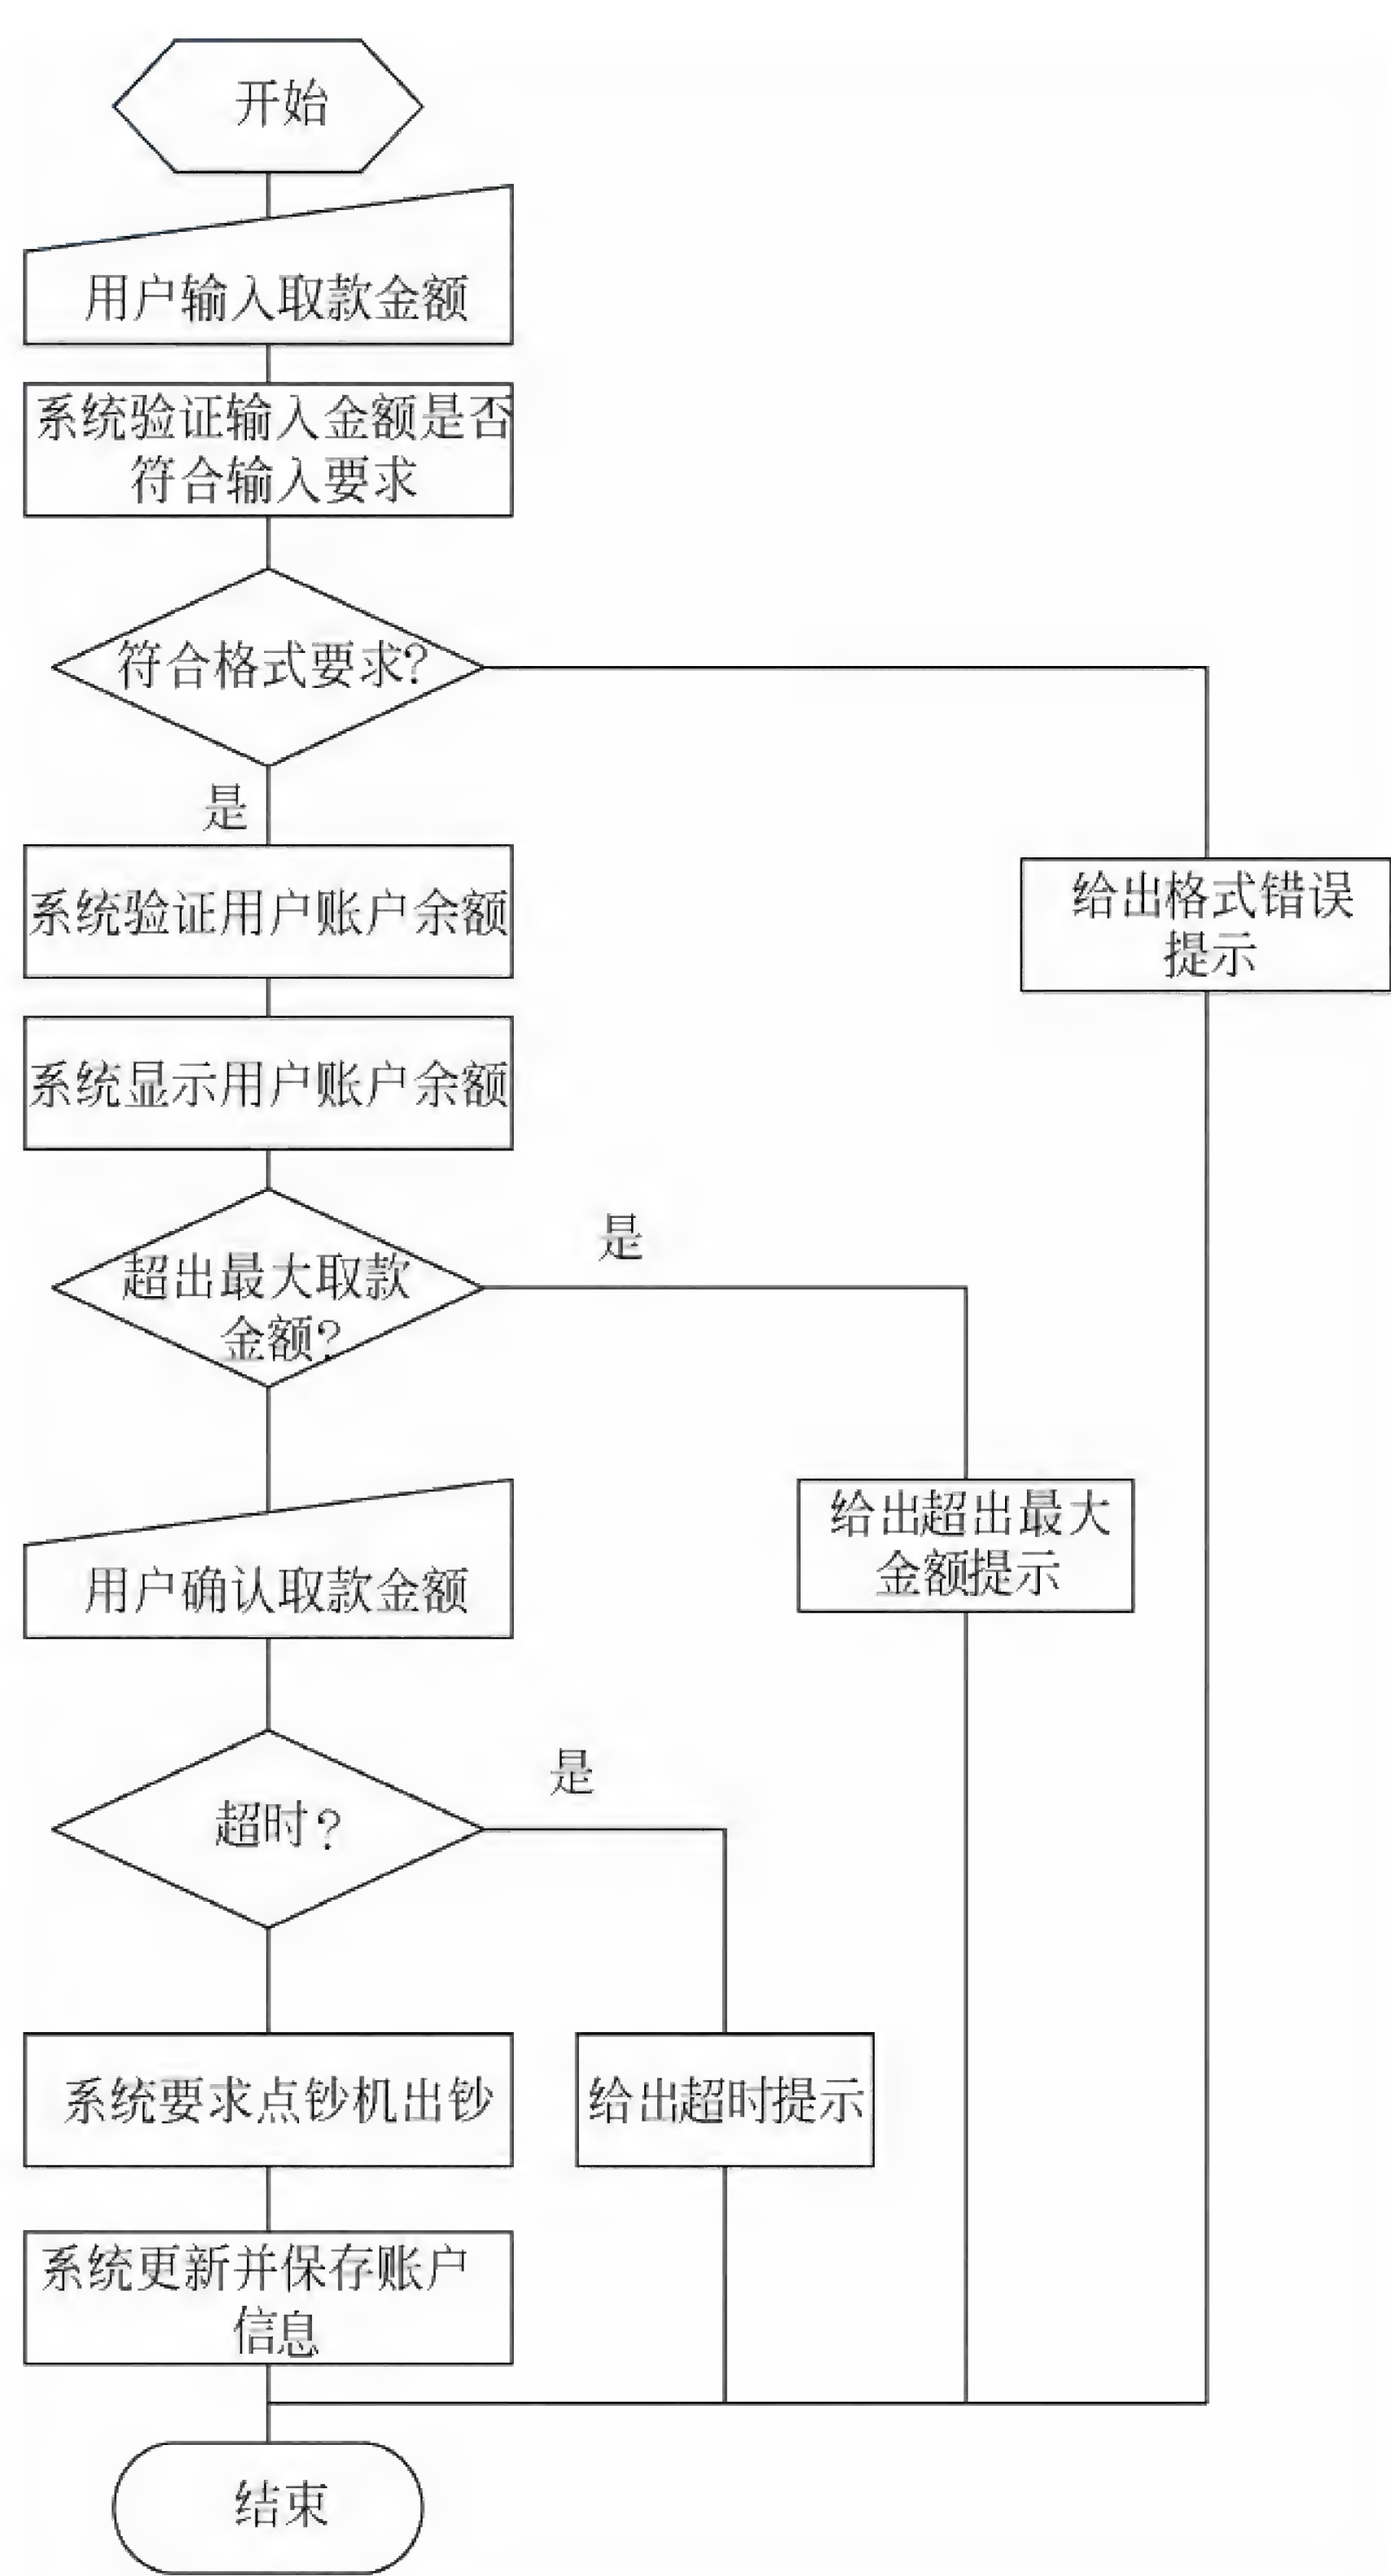 开始
用户输入取款金额
系统验证输入金额是否
符合输入要求
符合格式要求?
是
系统验证用户账户余额
给出格式错误
提示
系统显示用户账户余额
是
超出最大取款
金额?
给出超出最大
金额提示
用户确认取款金额
是
超时?
系统要求点钞机出钞
给出超时提示
系统更新并保存账户
信息
结束